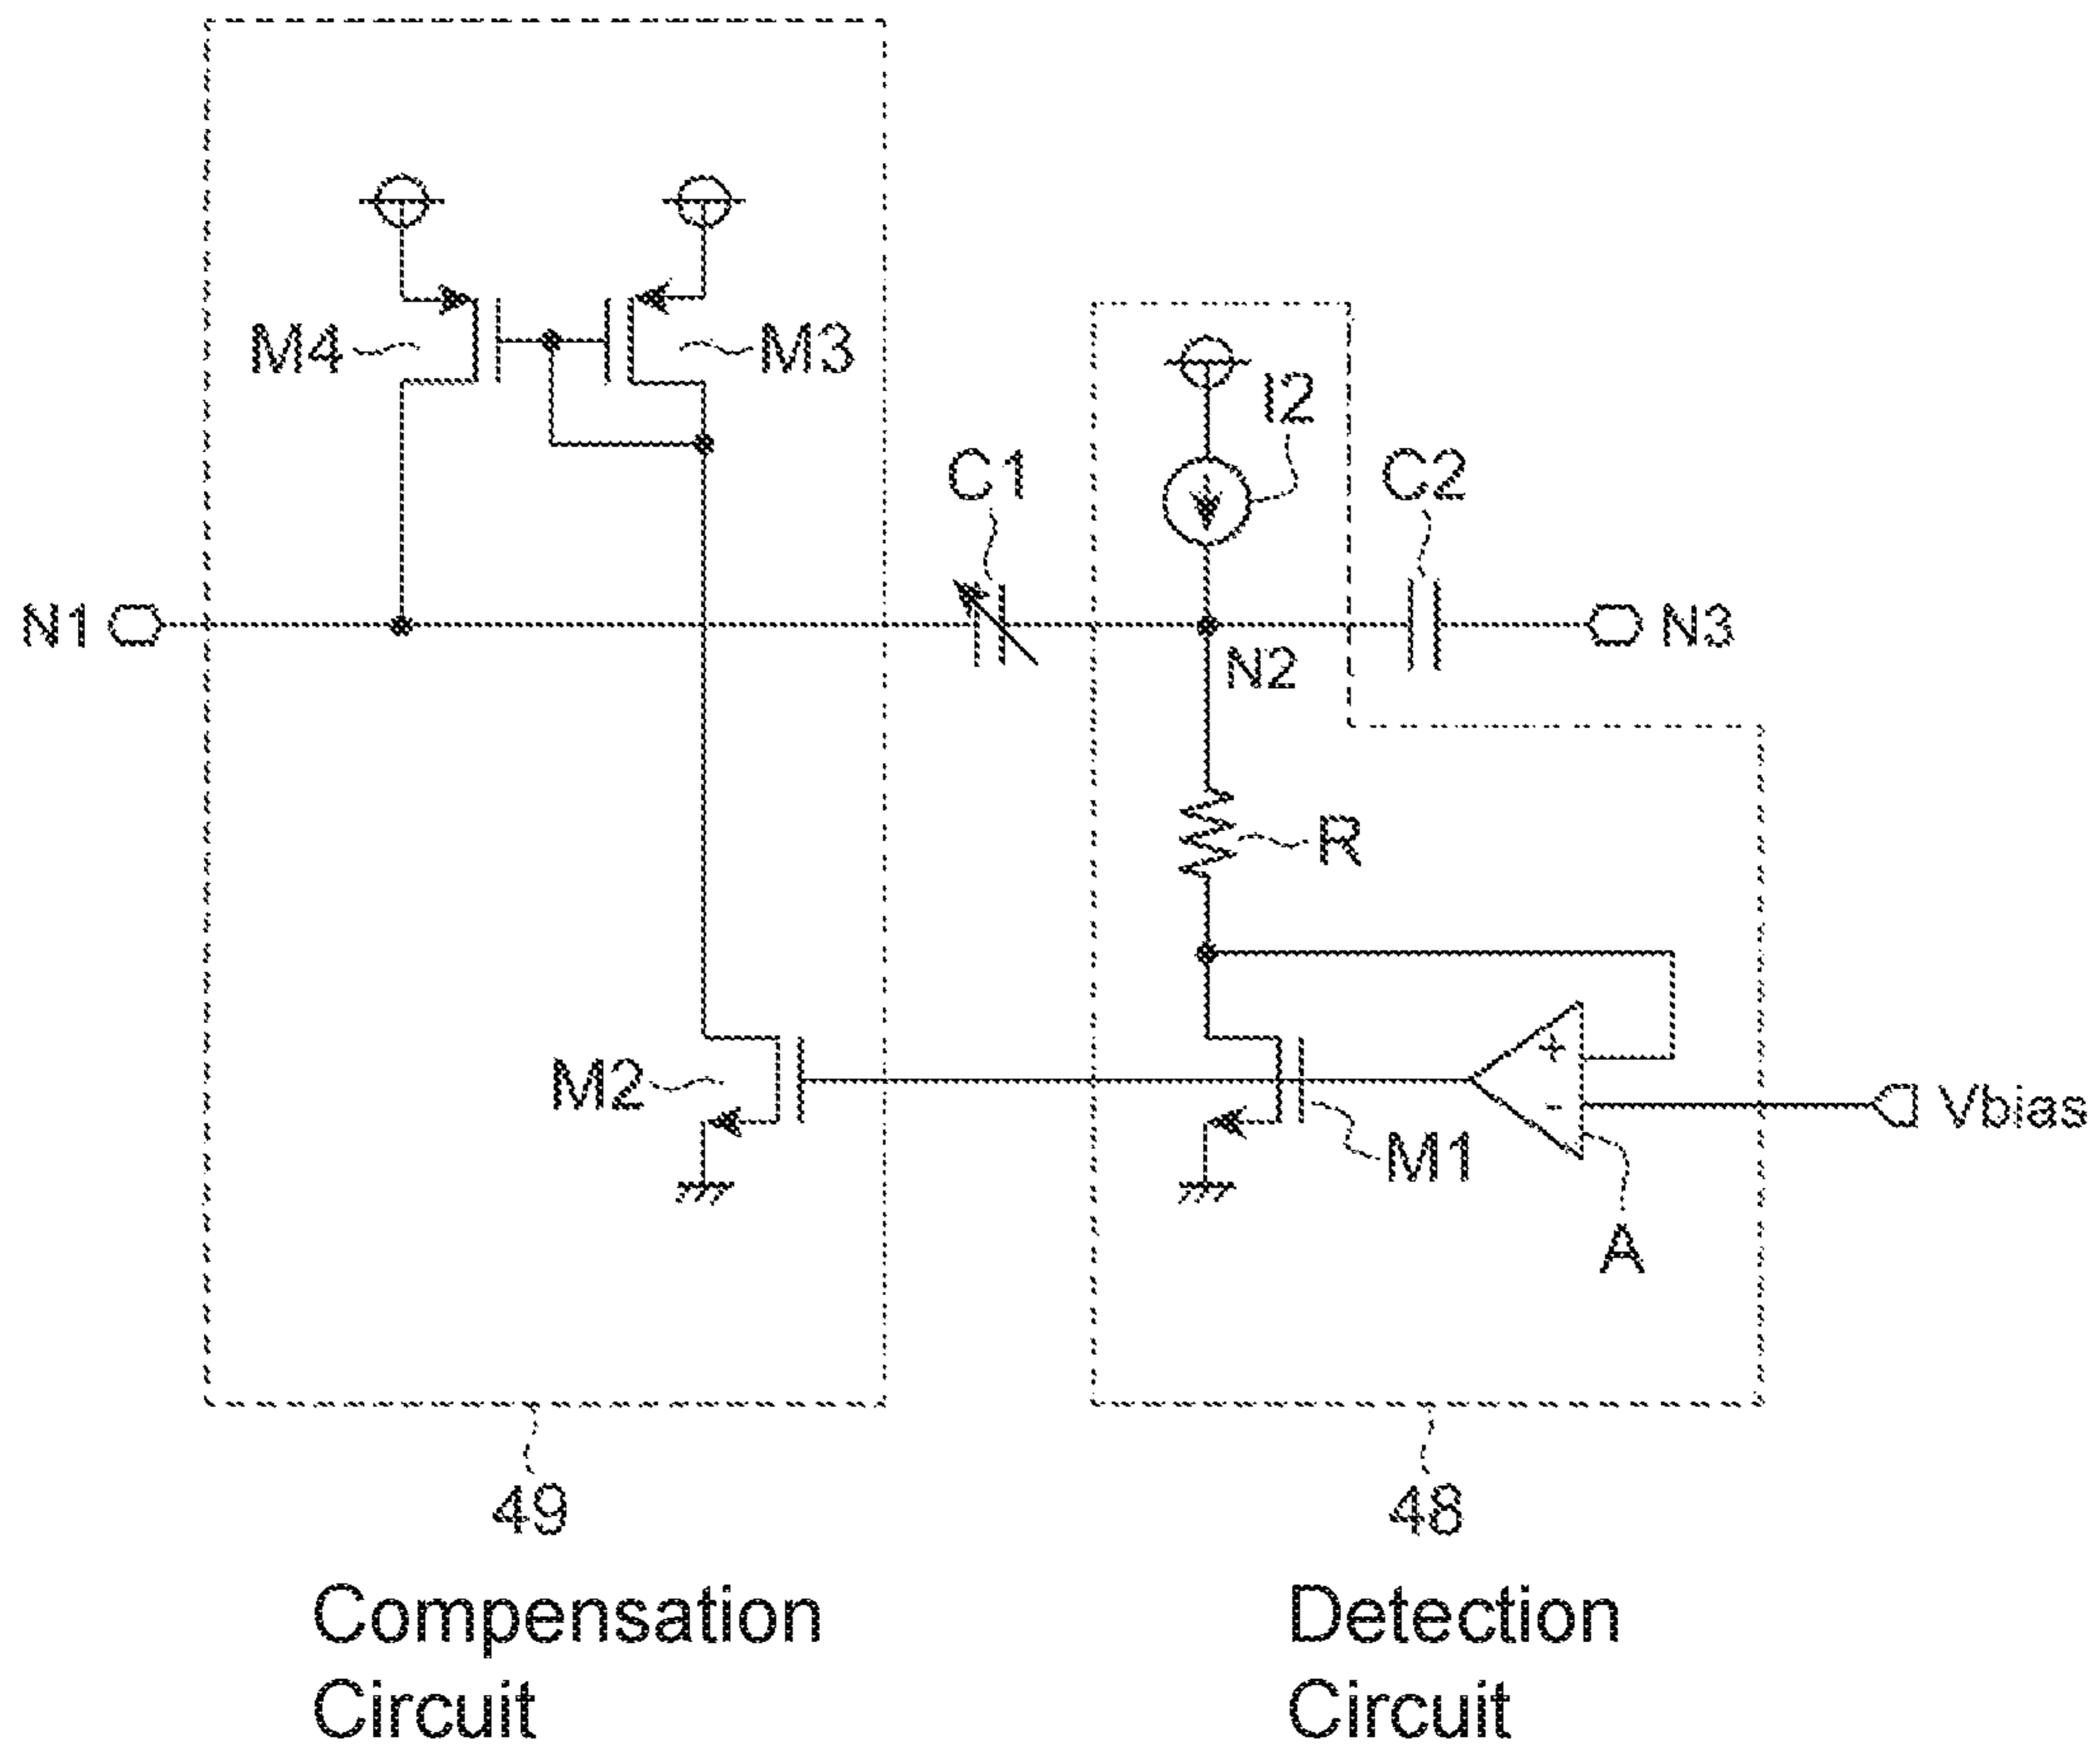 M4
M3
I2
C1
C2
N1
N3
N2
R
+
-
M2
M1
Vbias
A
49
48
Compensation
Circuit
Detection
Circuit